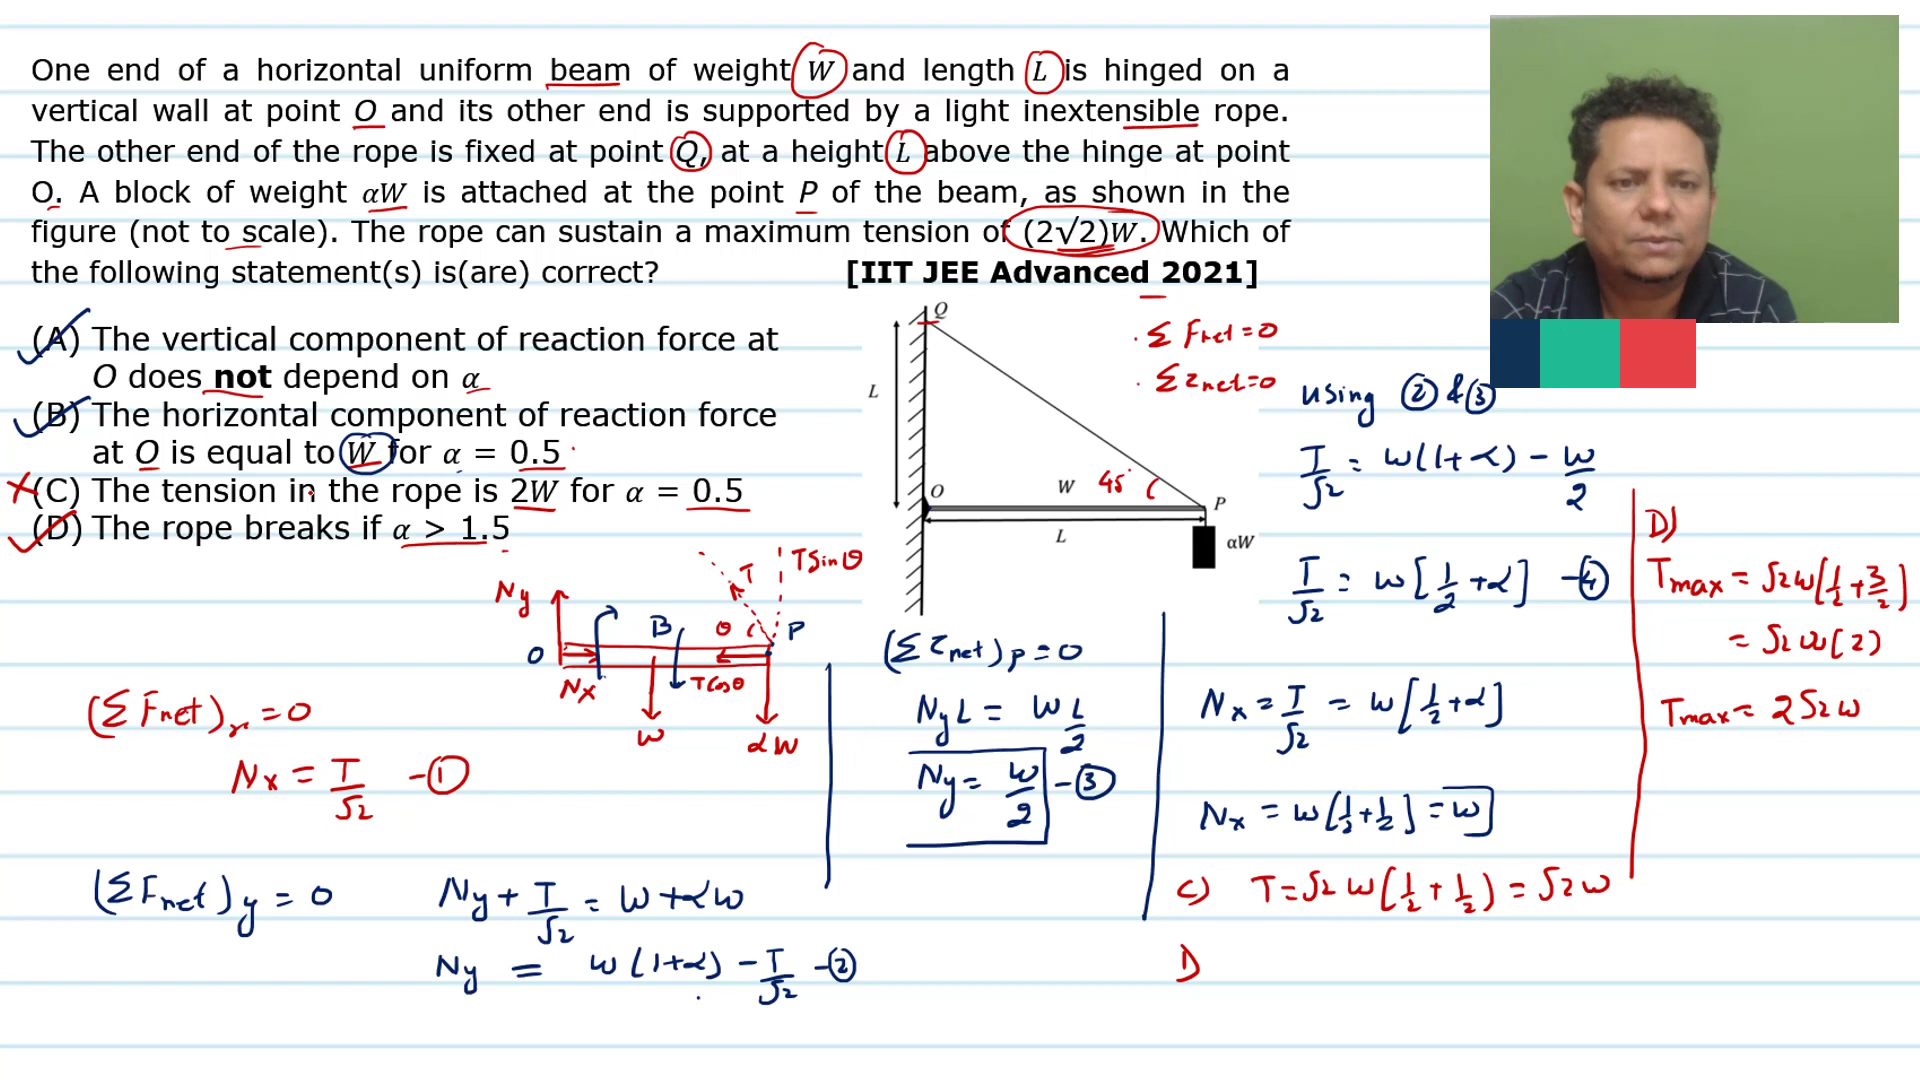 One end of a horizontal uniform beam of weight W and length L is hinged on a
vertical wall at point O and its other end is supported by a light inextensible rope.
The other end of the rope is fixed at point Q, at a height L above the hinge at point
O. A block of weight αW is attached at the point P of the beam, as shown in the
figure (not to scale). The rope can sustain a maximum tension of (2√2)W. Which of
the following statement(s) is(are) correct? [IIT JEE Advanced 2021]
(A) The vertical component of reaction force at
O does not depend on α
(B) The horizontal component of reaction force
at O is equal to W for α = 0.5
(C) The tension in the rope is 2W for α = 0.5
(D) The rope breaks if α > 1.5
Q
L
O
W
45°
P
L
αW
· Σ Fnet = 0
· Στnet = 0
Ny
T
T Sinθ
B
θ
P
O
Nx
T Cosθ
W
αW
(Σ Fnet)x = 0
Nx = T/√2 -①
(ΣFnet)y = 0
Ny + T/√2 = W + αW
Ny = W(1+α) - T/√2 -②
(Στnet)P = 0
Ny L = W L/2
Ny = W/2 -③
using ② & ③
T/√2 = W(1+α) - W/2
T/√2 = W[1/2 + α] -④
Nx = T/√2 = W[1/2 + α]
Nx = W[1/2 + 1/2] = W
C) T = √2 W(1/2 + 1/2) = √2 W
D
D)
Tmax = √2 W[1/2 + 3/2]
= √2 W(2)
Tmax = 2√2 W